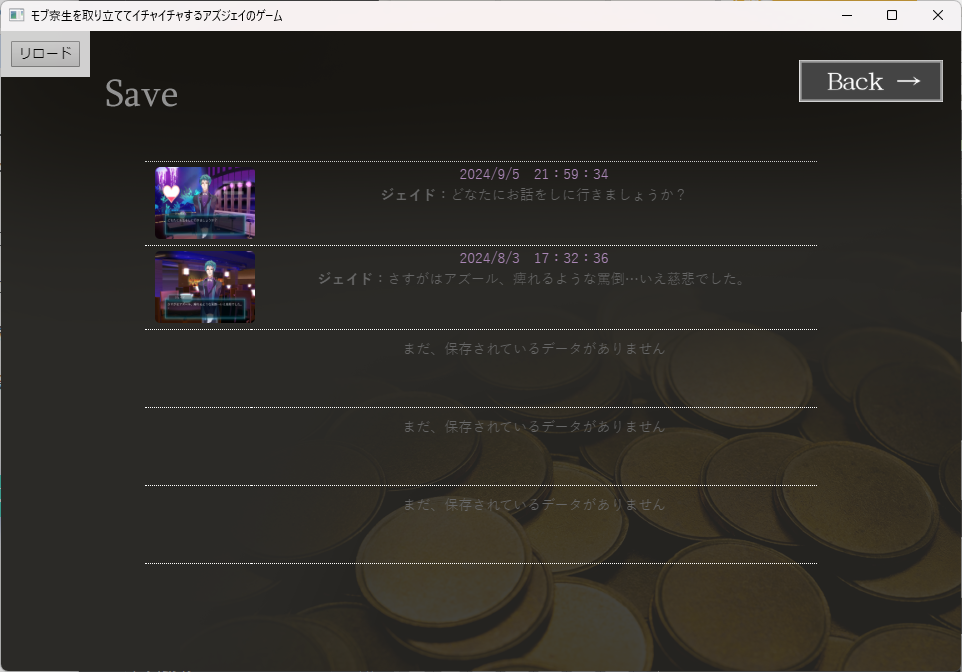 モブ寮生を取り立ててイチャイチャするアズジェイのゲーム
リロード
Save
Back →
2024/9/5 21:59:34
ジェイド：どなたにお話をしに行きましょうか？
2024/8/3 17:32:36
ジェイド：さすがはアズール、痺れるような罵倒…いえ慈悲でした。
まだ、保存されているデータがありません
まだ、保存されているデータがありません
まだ、保存されているデータがありません